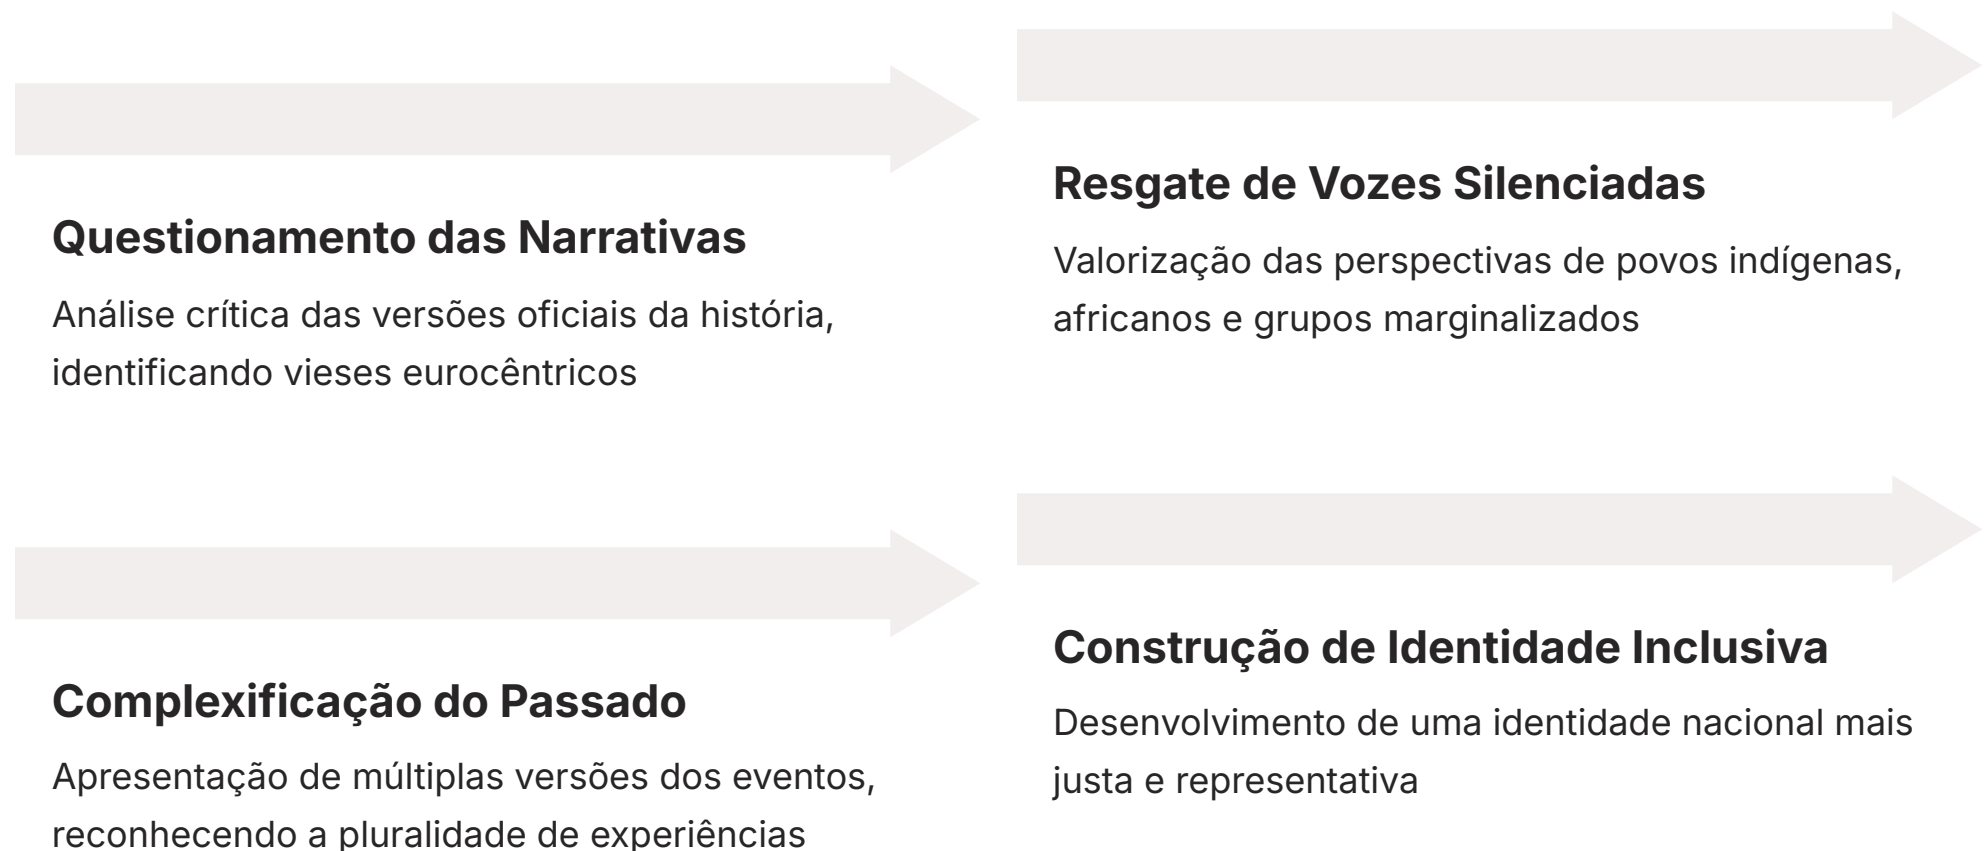 Questionamento das Narrativas
Análise crítica das versões oficiais da história,
identificando vieses eurocêntricos
Resgate de Vozes Silenciadas
Valorização das perspectivas de povos indígenas,
africanos e grupos marginalizados
Complexificação do Passado
Apresentação de múltiplas versões dos eventos,
reconhecendo a pluralidade de experiências
Construção de Identidade Inclusiva
Desenvolvimento de uma identidade nacional mais
justa e representativa